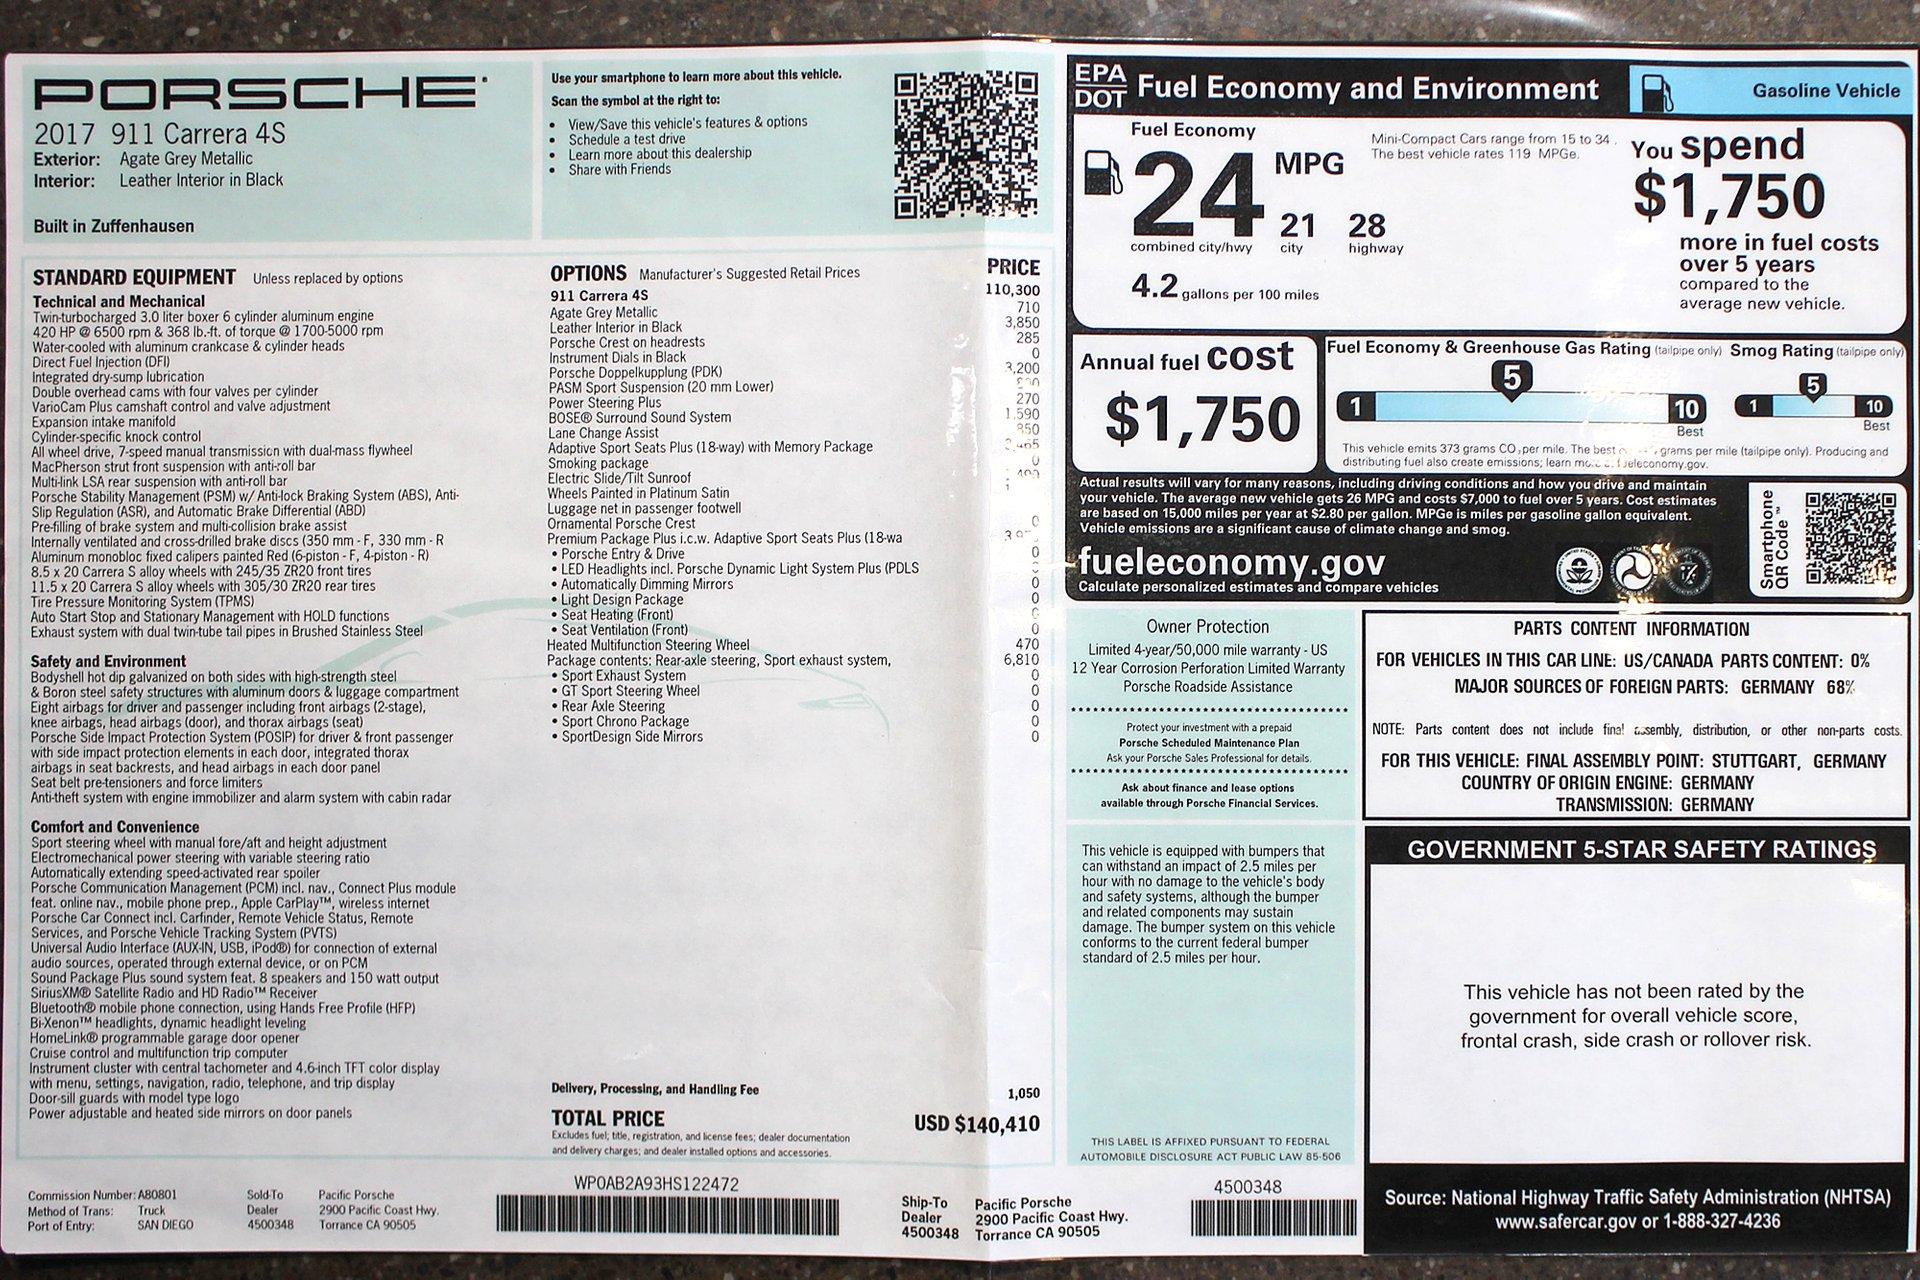 PORSCHE
2017 911 Carrera 4S
Exterior: Agate Grey Metallic
Interior: Leather Interior in Black
Built in Zuffenhausen
Use your smartphone to learn more about this vehicle.
Scan the symbol at the right to:
• View/Save this vehicle's features & options
• Schedule a test drive
• Learn more about this dealership
• Share with Friends
STANDARD EQUIPMENT Unless replaced by options
Technical and Mechanical
Twin-turbocharged 3.0 liter boxer 6 cylinder aluminum engine
420 HP @ 6500 rpm & 368 lb.-ft. of torque @ 1700-5000 rpm
Water-cooled with aluminum crankcase & cylinder heads
Direct Fuel Injection (DFI)
Integrated dry-sump lubrication
Double overhead cams with four valves per cylinder
VarioCam Plus camshaft control and valve adjustment
Expansion intake manifold
Cylinder-specific knock control
All wheel drive, 7-speed manual transmission with dual-mass flywheel
MacPherson strut front suspension with anti-roll bar
Multi-link LSA rear suspension with anti-roll bar
Porsche Stability Management (PSM) w/ Anti-lock Braking System (ABS), Anti-
Slip Regulation (ASR), and Automatic Brake Differential (ABD)
Pre-filling of brake system and multi-collision brake assist
Internally ventilated and cross-drilled brake discs (350 mm - F, 330 mm - R
Aluminum monobloc fixed calipers painted Red (6-piston - F, 4-piston - R)
8.5 x 20 Carrera S alloy wheels with 245/35 ZR20 front tires
11.5 x 20 Carrera S alloy wheels with 305/30 ZR20 rear tires
Tire Pressure Monitoring System (TPMS)
Auto Start Stop and Stationary Management with HOLD functions
Exhaust system with dual twin-tube tail pipes in Brushed Stainless Steel
Safety and Environment
Bodyshell hot dip galvanized on both sides with high-strength steel
& Boron steel safety structures with aluminum doors & luggage compartment
Eight airbags for driver and passenger including front airbags (2-stage),
knee airbags, head airbags (door), and thorax airbags (seat)
Porsche Side Impact Protection System (POSIP) for driver & front passenger
with side impact protection elements in each door, integrated thorax
airbags in seat backrests, and head airbags in each door panel
Seat belt pre-tensioners and force limiters
Anti-theft system with engine immobilizer and alarm system with cabin radar
Comfort and Convenience
Sport steering wheel with manual fore/aft and height adjustment
Electromechanical power steering with variable steering ratio
Automatically extending speed-activated rear spoiler
Porsche Communication Management (PCM) incl. nav., Connect Plus module
feat. online nav., mobile phone prep., Apple CarPlay™, wireless internet
Porsche Car Connect incl. Carfinder, Remote Vehicle Status, Remote
Services, and Porsche Vehicle Tracking System (PVTS)
Universal Audio Interface (AUX-IN, USB, iPod®) for connection of external
audio sources, operated through external device, or on PCM
Sound Package Plus sound system feat. 8 speakers and 150 watt output
SiriusXM® Satellite Radio and HD Radio™ Receiver
Bluetooth® mobile phone connection, using Hands Free Profile (HFP)
Bi-Xenon™ headlights, dynamic headlight leveling
HomeLink® programmable garage door opener
Cruise control and multifunction trip computer
Instrument cluster with central tachometer and 4.6-inch TFT color display
with menu, settings, navigation, radio, telephone, and trip display
Door-sill guards with model type logo
Power adjustable and heated side mirrors on door panels
OPTIONS Manufacturer's Suggested Retail Prices PRICE
911 Carrera 4S 110,300
Agate Grey Metallic 710
Leather Interior in Black 3,850
Porsche Crest on headrests 285
Instrument Dials in Black 0
Porsche Doppelkupplung (PDK) 3,200
PASM Sport Suspension (20 mm Lower)
Power Steering Plus 270
BOSE® Surround Sound System 1,590
Lane Change Assist 850
Adaptive Sport Seats Plus (18-way) with Memory Package
Smoking package 0
Electric Slide/Tilt Sunroof
Wheels Painted in Platinum Satin
Luggage net in passenger footwell
Ornamental Porsche Crest 0
Premium Package Plus i.c.w. Adaptive Sport Seats Plus (18-wa
• Porsche Entry & Drive 0
• LED Headlights incl. Porsche Dynamic Light System Plus (PDLS
• Automatically Dimming Mirrors 0
• Light Design Package 0
• Seat Heating (Front)
• Seat Ventilation (Front) 0
Heated Multifunction Steering Wheel 470
Package contents: Rear-axle steering, Sport exhaust system, 6,810
• Sport Exhaust System 0
• GT Sport Steering Wheel 0
• Rear Axle Steering 0
• Sport Chrono Package 0
• SportDesign Side Mirrors 0
Delivery, Processing, and Handling Fee 1,050
TOTAL PRICE USD $140,410
Excludes fuel; title, registration, and license fees; dealer documentation
and delivery charges; and dealer installed options and accessories.
Commission Number: A80801
Method of Trans: Truck
Port of Entry: SAN DIEGO
Sold-To Pacific Porsche
Dealer 2900 Pacific Coast Hwy.
4500348 Torrance CA 90505
WP0AB2A93HS122472
Ship-To Pacific Porsche
Dealer 2900 Pacific Coast Hwy.
4500348 Torrance CA 90505
4500348
EPA
DOT
Fuel Economy and Environment
Gasoline Vehicle
Fuel Economy
24 MPG
combined city/hwy
21 city
28 highway
4.2 gallons per 100 miles
Mini-Compact Cars range from 15 to 34 .
The best vehicle rates 119 MPGe.
You spend
$1,750
more in fuel costs
over 5 years
compared to the
average new vehicle.
Annual fuel cost
$1,750
Fuel Economy & Greenhouse Gas Rating (tailpipe only)
5
1 10
Best
Smog Rating (tailpipe only)
5
1 10
Best
This vehicle emits 373 grams CO2 per mile. The best grams per mile (tailpipe only). Producing and
distributing fuel also create emissions; learn fueleconomy.gov.
Actual results will vary for many reasons, including driving conditions and how you drive and maintain
your vehicle. The average new vehicle gets 26 MPG and costs $7,000 to fuel over 5 years. Cost estimates
are based on 15,000 miles per year at $2.80 per gallon. MPGe is miles per gasoline gallon equivalent.
Vehicle emissions are a significant cause of climate change and smog.
fueleconomy.gov
Calculate personalized estimates and compare vehicles
Smartphone
QR Code™
Owner Protection
Limited 4-year/50,000 mile warranty - US
12 Year Corrosion Perforation Limited Warranty
Porsche Roadside Assistance
Protect your investment with a prepaid
Porsche Scheduled Maintenance Plan
Ask your Porsche Sales Professional for details.
Ask about finance and lease options
available through Porsche Financial Services.
This vehicle is equipped with bumpers that
can withstand an impact of 2.5 miles per
hour with no damage to the vehicle's body
and safety systems, although the bumper
and related components may sustain
damage. The bumper system on this vehicle
conforms to the current federal bumper
standard of 2.5 miles per hour.
THIS LABEL IS AFFIXED PURSUANT TO FEDERAL
AUTOMOBILE DISCLOSURE ACT PUBLIC LAW 85-506
PARTS CONTENT INFORMATION
FOR VEHICLES IN THIS CAR LINE: US/CANADA PARTS CONTENT: 0%
MAJOR SOURCES OF FOREIGN PARTS: GERMANY 68%
NOTE: Parts content does not include final assembly, distribution, or other non-parts costs.
FOR THIS VEHICLE: FINAL ASSEMBLY POINT: STUTTGART, GERMANY
COUNTRY OF ORIGIN ENGINE: GERMANY
TRANSMISSION: GERMANY
GOVERNMENT 5-STAR SAFETY RATINGS
This vehicle has not been rated by the
government for overall vehicle score,
frontal crash, side crash or rollover risk.
Source: National Highway Traffic Safety Administration (NHTSA)
www.safercar.gov or 1-888-327-4236